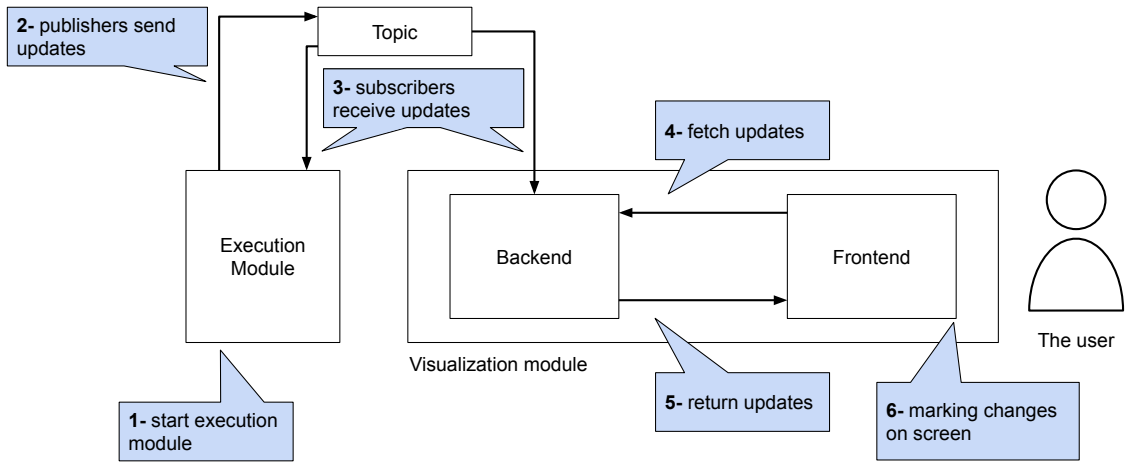 2- publishers send
updates
Topic
3- subscribers
receive updates
4- fetch updates
Execution
Module
Backend
Frontend
The user
Visualization module
1- start execution
module
5- return updates
6- marking changes
on screen